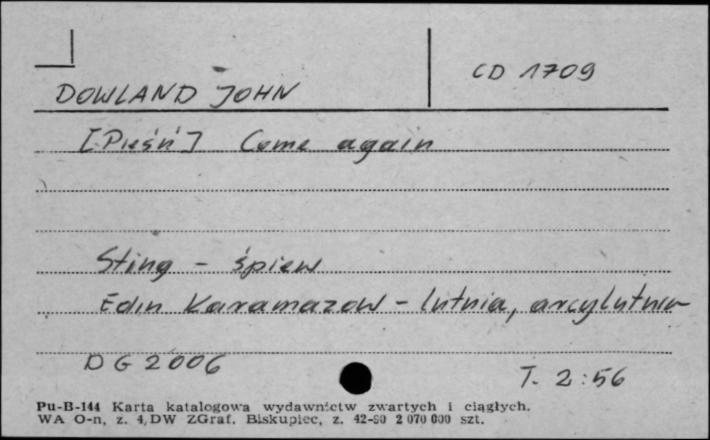 CD 1709
DOWLAND JOHN
[Pieśń] Come again
Sting - śpiew
Edin Karamazow - lutnia, arcylutnia
DG 2006
T. 2:56
Pu-B-144 Karta katalogowa wydawnictw zwartych i ciągłych.
WA O-n, z. 4, DW ZGraf. Biskupiec, z. 42-80 2 070 000 szt.